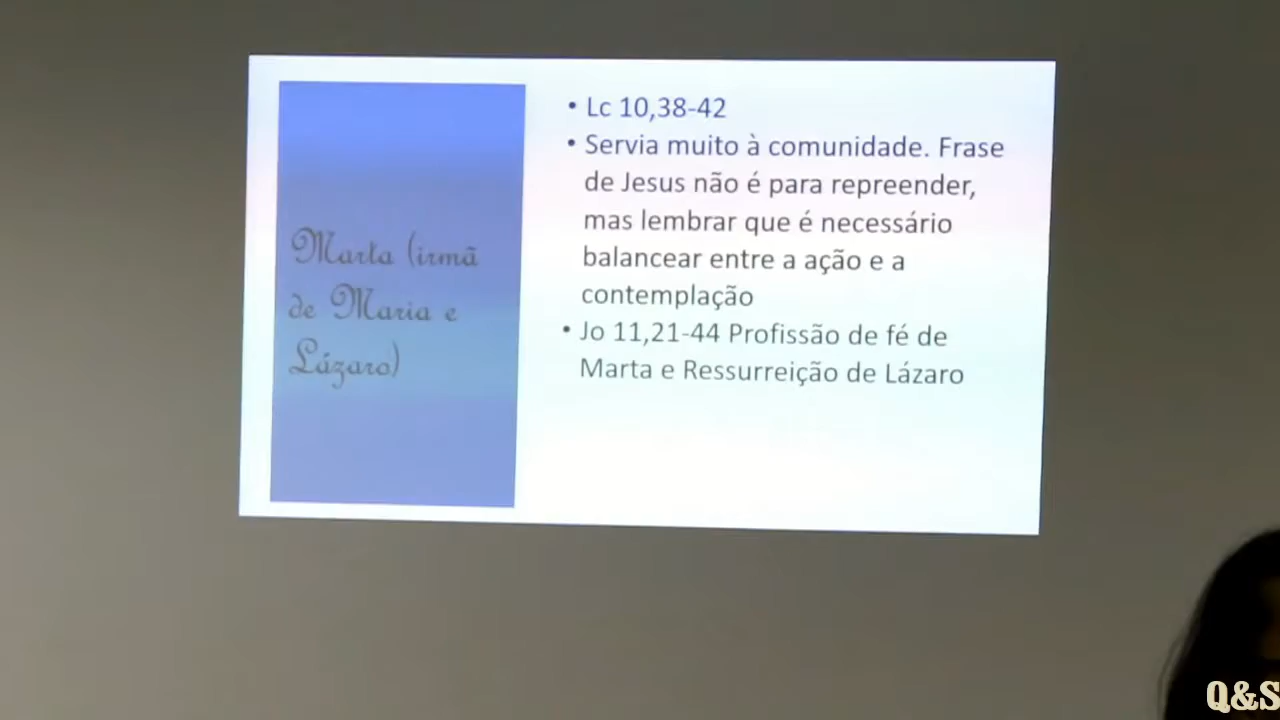 Marta (irmã
de Maria e
Lázaro)
• Lc 10,38-42
• Servia muito à comunidade. Frase
de Jesus não é para repreender,
mas lembrar que é necessário
balancear entre a ação e a
contemplação
• Jo 11,21-44 Profissão de fé de
Marta e Ressurreição de Lázaro
Q&S